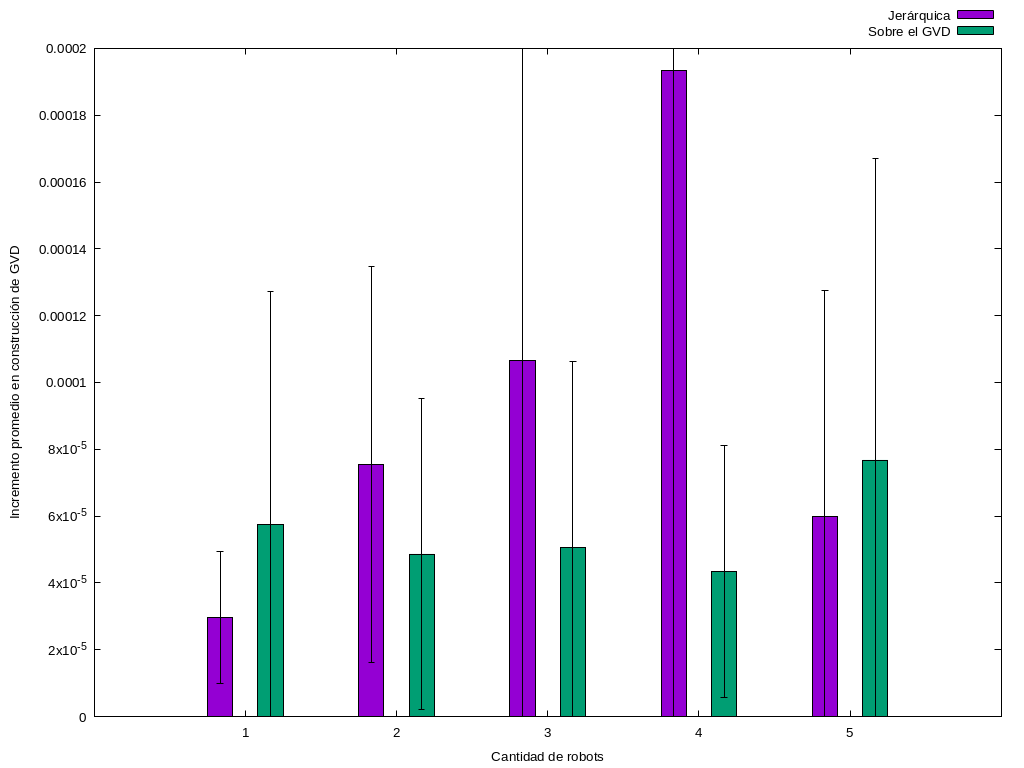 Jerárquica
Sobre el GVD
0.0002
0.00018
0.00016
0.00014
0.00012
0.0001
8x10⁻⁵
6x10⁻⁵
4x10⁻⁵
2x10⁻⁵
0
Incremento promedio en construcción de GVD
1 2 3 4 5
Cantidad de robots